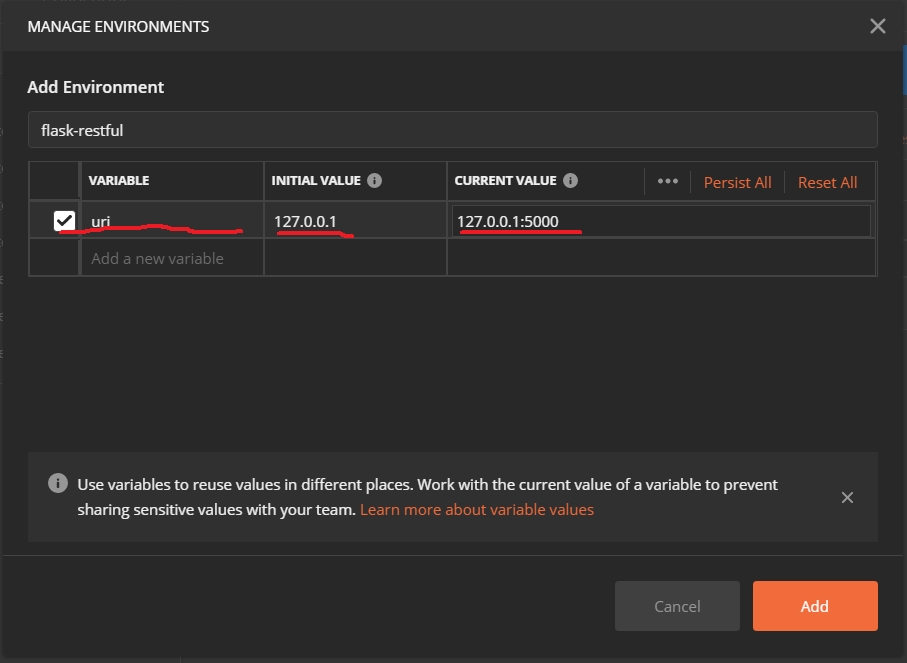 MANAGE ENVIRONMENTS
Add Environment
flask-restful
VARIABLE INITIAL VALUE CURRENT VALUE ••• Persist All Reset All
uri 127.0.0.1 127.0.0.1:5000
Add a new variable
Use variables to reuse values in different places. Work with the current value of a variable to prevent
sharing sensitive values with your team. Learn more about variable values
Cancel Add